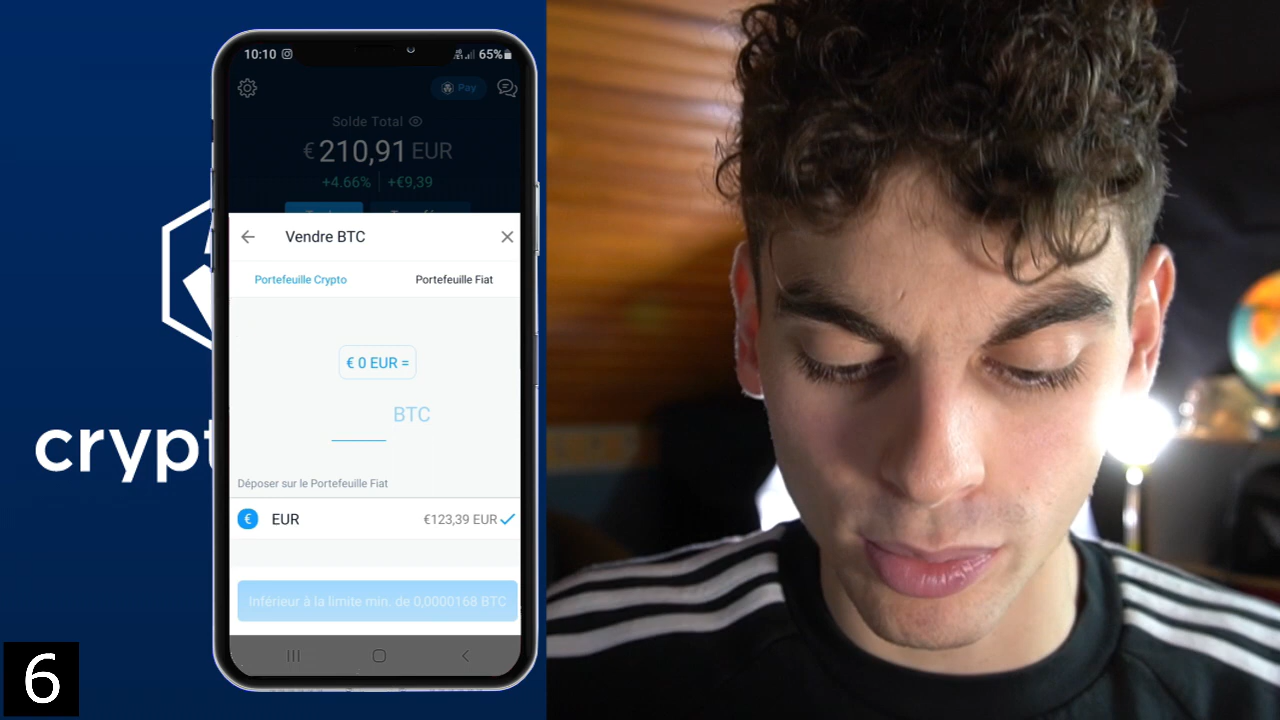 10:10 65%
Pay
Solde Total
€ 210,91 EUR
+4.66% +€9,39
Vendre BTC
Portefeuille Crypto Portefeuille Fiat
€ 0 EUR =
BTC
crypt
Déposer sur le Portefeuille Fiat
€ EUR €123,39 EUR
Inférieur à la limite min. de 0,0000168 BTC
6